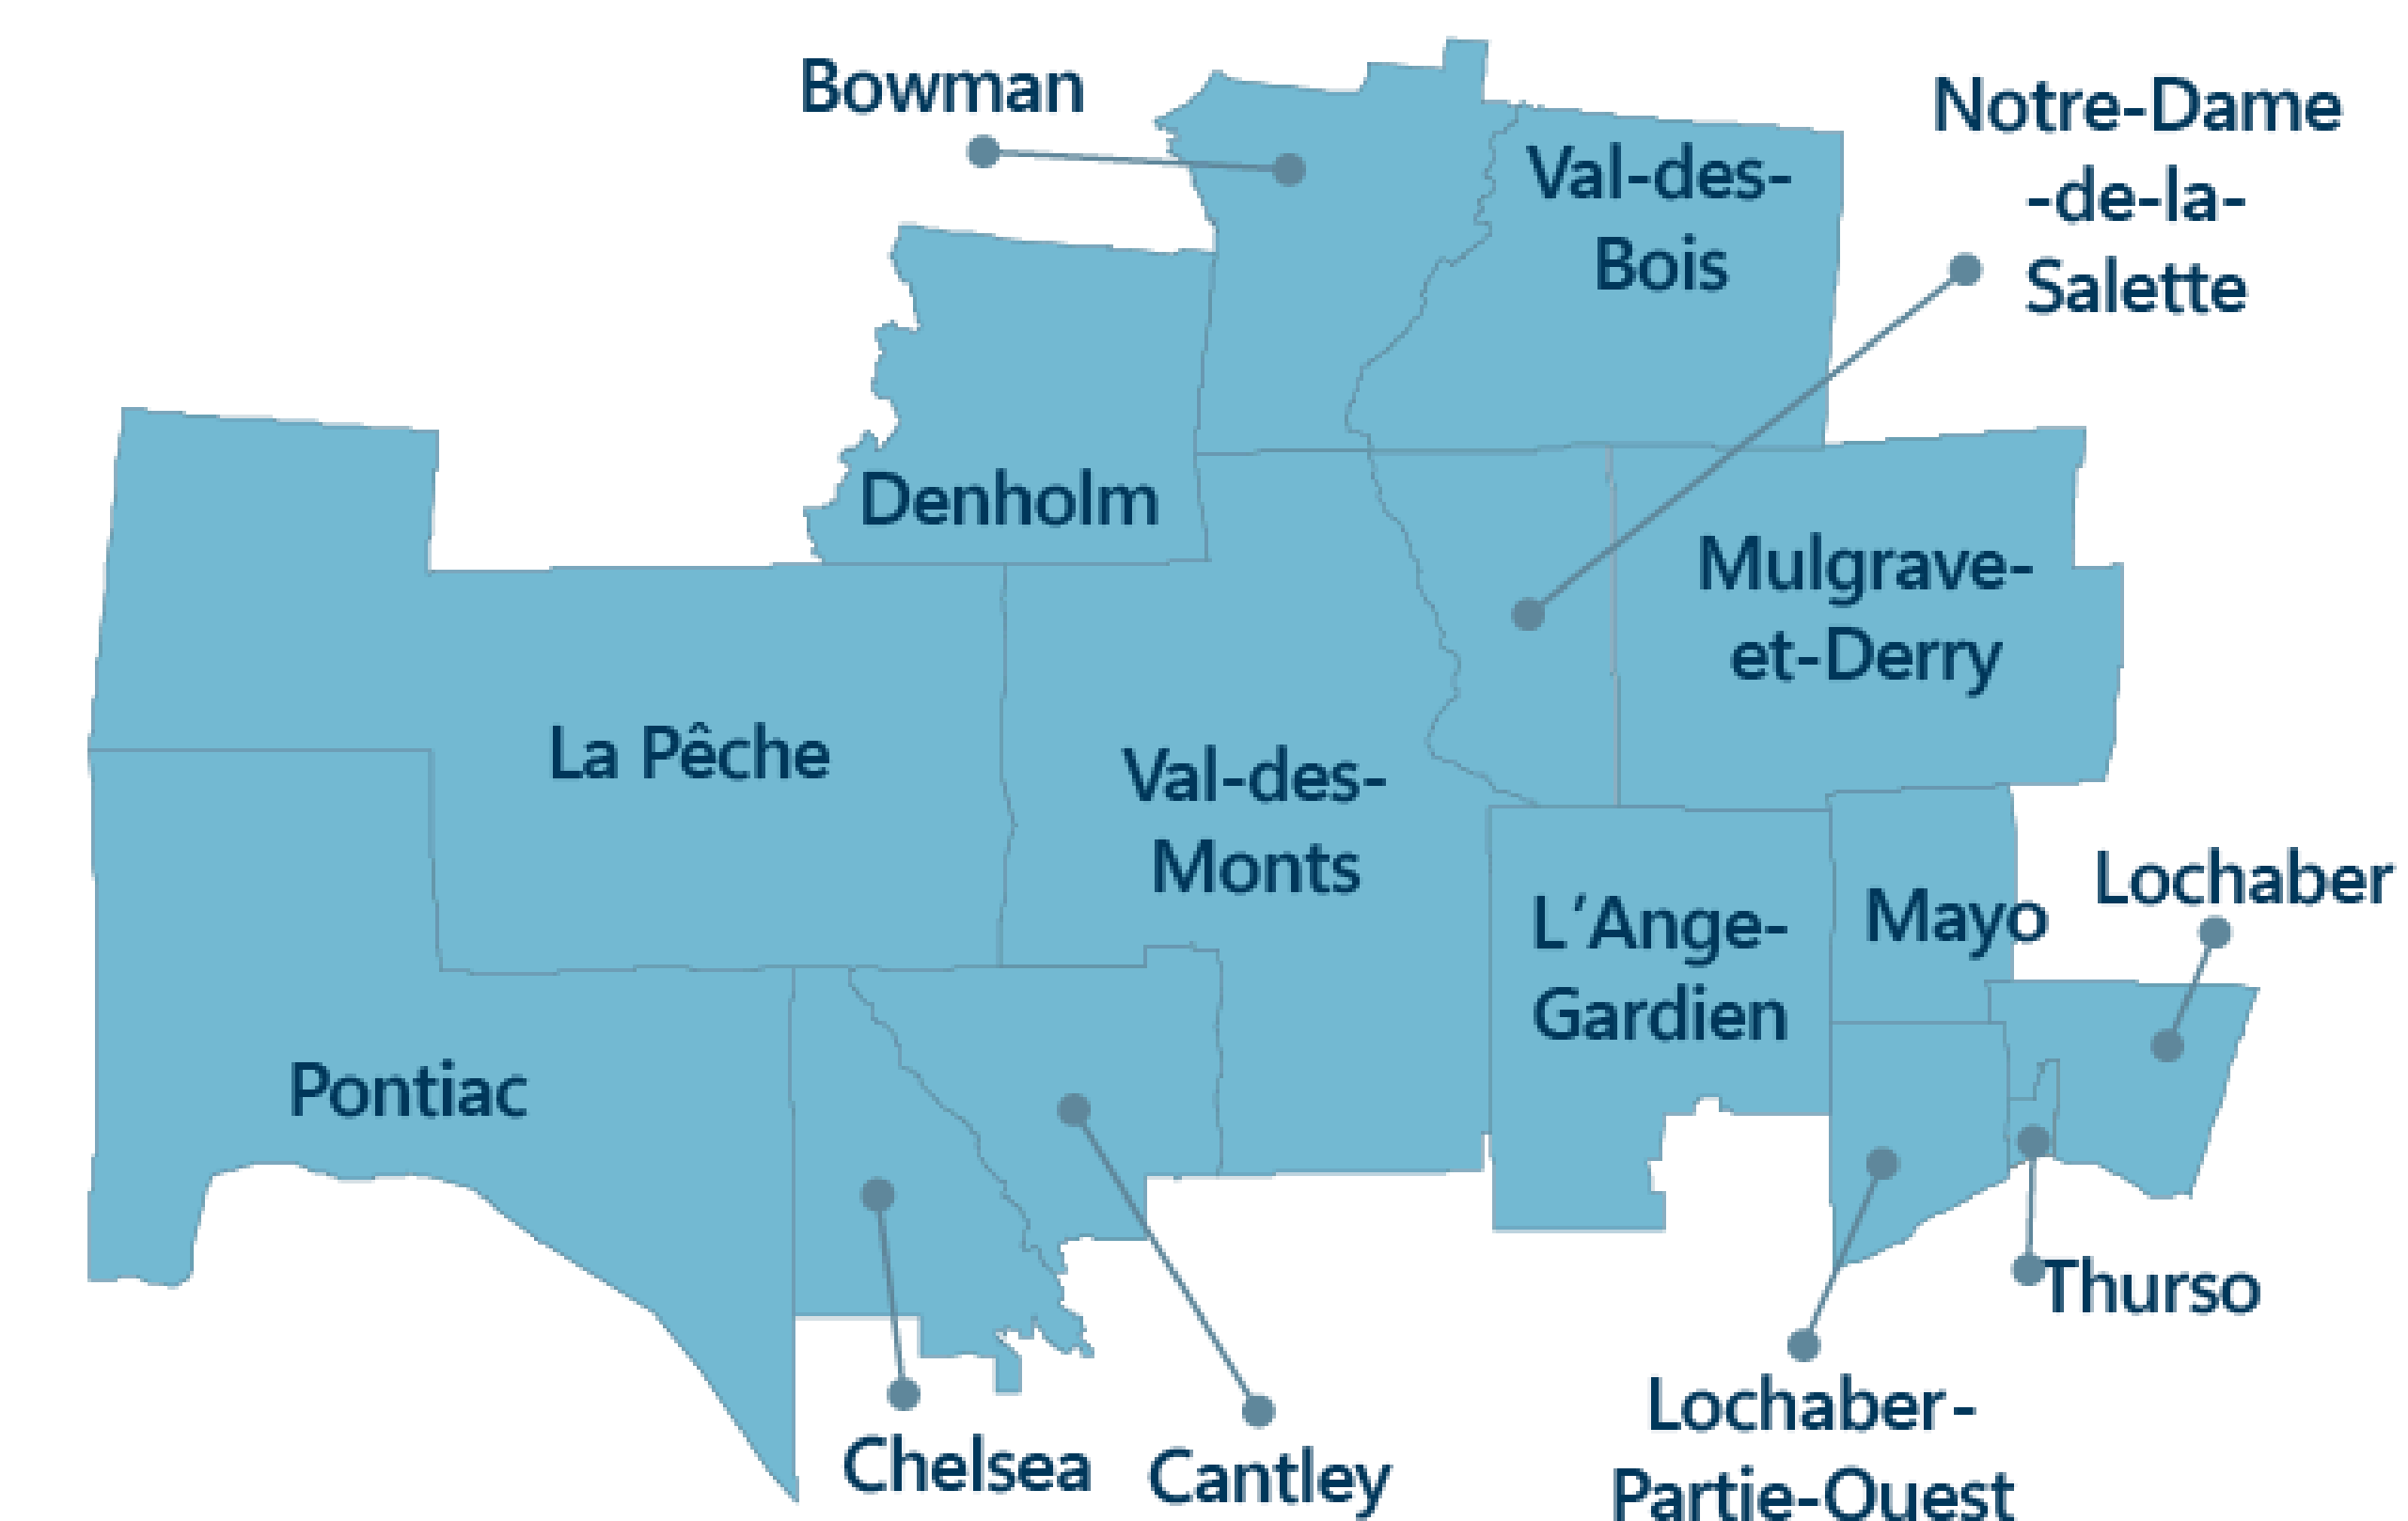 Bowman
Notre-Dame
-de-la-
Salette
Val-des-
Bois
Denholm
Mulgrave-
et-Derry
La Pêche
Val-des-
Monts
Lochaber
L'Ange-
Gardien
Mayo
Pontiac
Thurso
Chelsea
Cantley
Lochaber-
Partie-Ouest